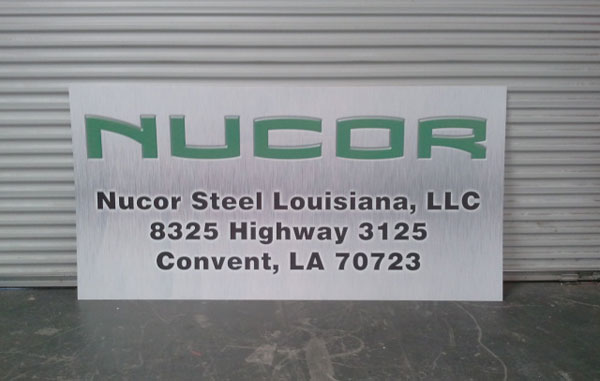 NUCOR
Nucor Steel Louisiana, LLC
8325 Highway 3125
Convent, LA 70723